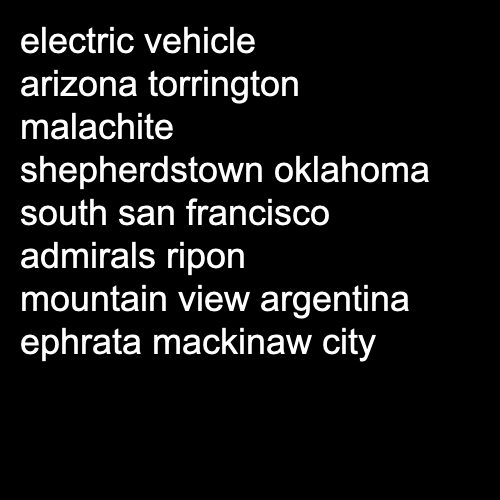 electric vehicle
arizona torrington
malachite
shepherdstown oklahoma
south san francisco
admirals ripon
mountain view argentina
ephrata mackinaw city